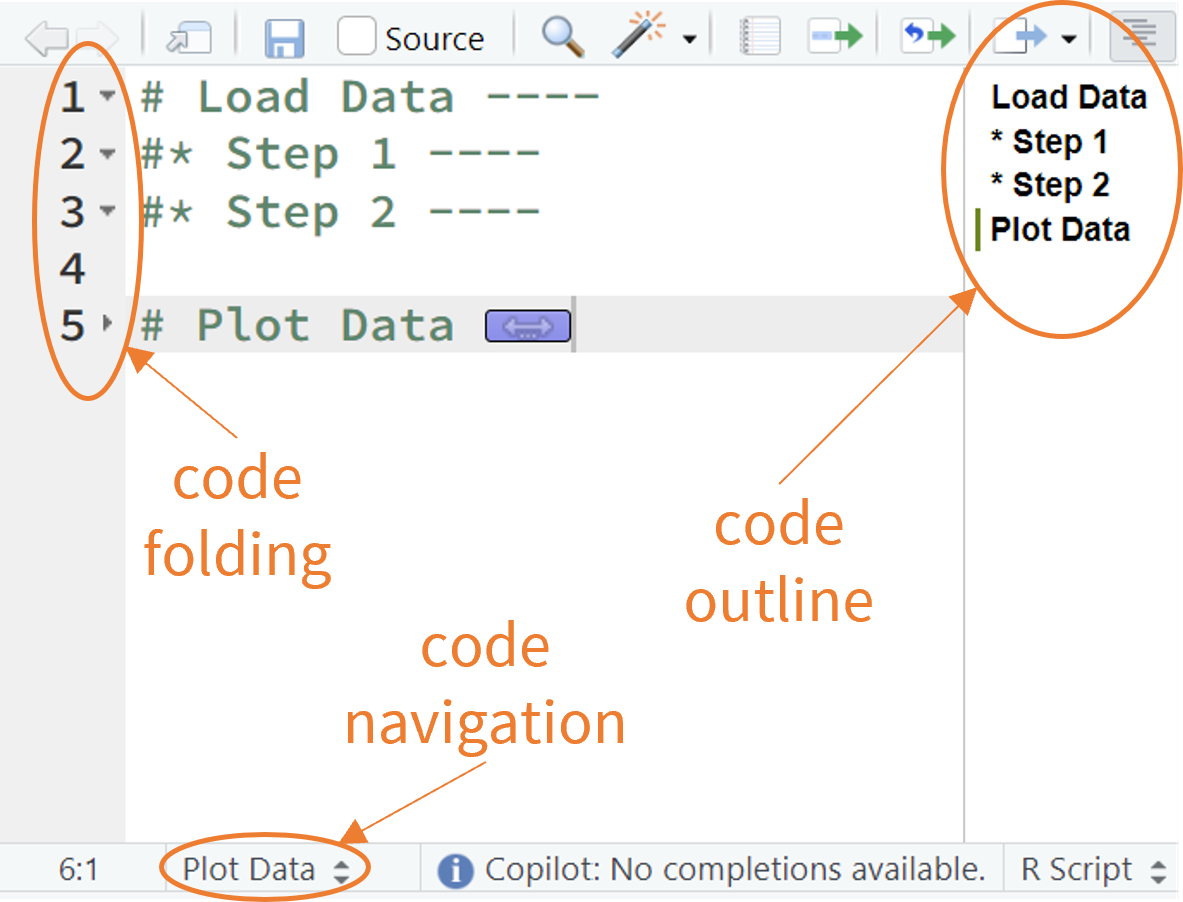 Source
1 # Load Data ----
2 #* Step 1 ----
3 #* Step 2 ----
4
5 # Plot Data
Load Data
* Step 1
* Step 2
Plot Data
code
folding
code
outline
code
navigation
6:1 Plot Data Copilot: No completions available. R Script